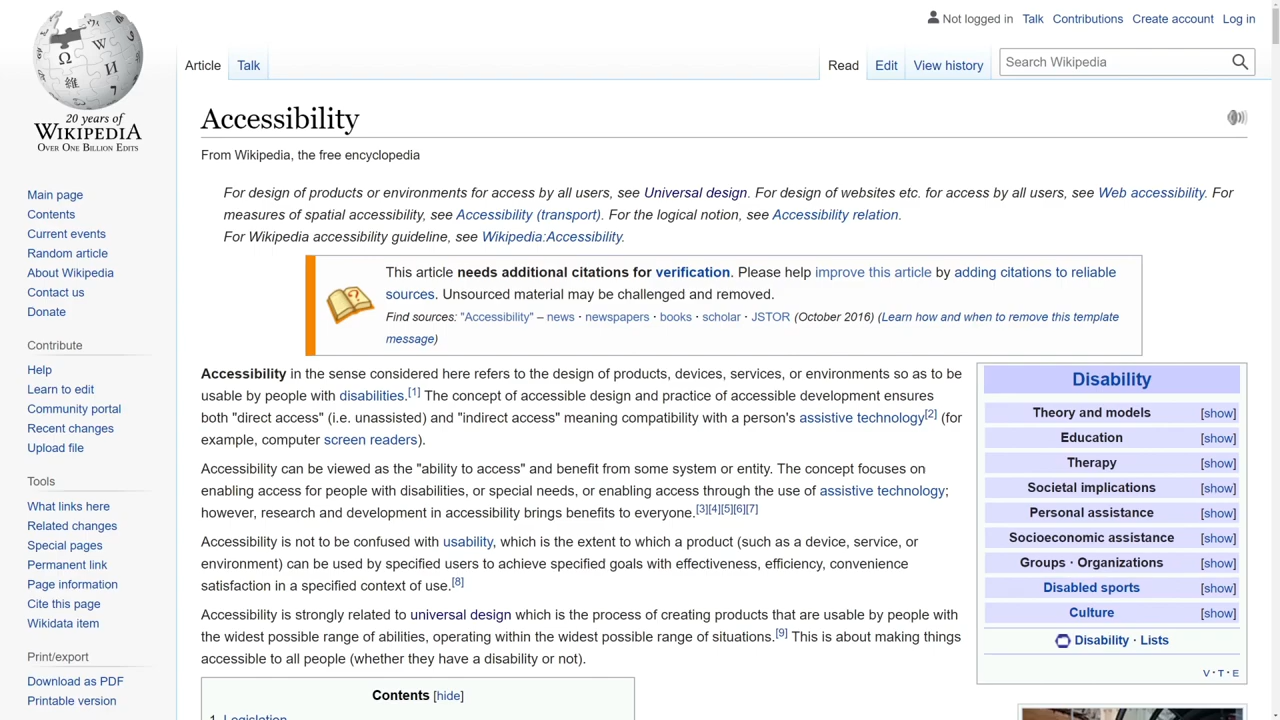 Not logged in Talk Contributions Create account Log in
Article Talk Read Edit View history Search Wikipedia
20 years of
WIKIPEDIA
OVER ONE BILLION EDITS
Main page
Contents
Current events
Random article
About Wikipedia
Contact us
Donate
Contribute
Help
Learn to edit
Community portal
Recent changes
Upload file
Tools
What links here
Related changes
Special pages
Permanent link
Page information
Cite this page
Wikidata item
Print/export
Download as PDF
Printable version
Accessibility
From Wikipedia, the free encyclopedia
For design of products or environments for access by all users, see Universal design. For design of websites etc. for access by all users, see Web accessibility. For
measures of spatial accessibility, see Accessibility (transport). For the logical notion, see Accessibility relation.
For Wikipedia accessibility guideline, see Wikipedia:Accessibility.
This article needs additional citations for verification. Please help improve this article by adding citations to reliable
sources. Unsourced material may be challenged and removed.
Find sources: "Accessibility" – news · newspapers · books · scholar · JSTOR (October 2016) (Learn how and when to remove this template
message)
Accessibility in the sense considered here refers to the design of products, devices, services, or environments so as to be
usable by people with disabilities.[1] The concept of accessible design and practice of accessible development ensures
both "direct access" (i.e. unassisted) and "indirect access" meaning compatibility with a person's assistive technology[2] (for
example, computer screen readers).
Accessibility can be viewed as the "ability to access" and benefit from some system or entity. The concept focuses on
enabling access for people with disabilities, or special needs, or enabling access through the use of assistive technology;
however, research and development in accessibility brings benefits to everyone.[3][4][5][6][7]
Accessibility is not to be confused with usability, which is the extent to which a product (such as a device, service, or
environment) can be used by specified users to achieve specified goals with effectiveness, efficiency, convenience
satisfaction in a specified context of use.[8]
Accessibility is strongly related to universal design which is the process of creating products that are usable by people with
the widest possible range of abilities, operating within the widest possible range of situations.[9] This is about making things
accessible to all people (whether they have a disability or not).
Contents [hide]
1 Legislation
Disability
Theory and models [show]
Education [show]
Therapy [show]
Societal implications [show]
Personal assistance [show]
Socioeconomic assistance [show]
Groups · Organizations [show]
Disabled sports [show]
Culture [show]
Disability · Lists
V · T · E